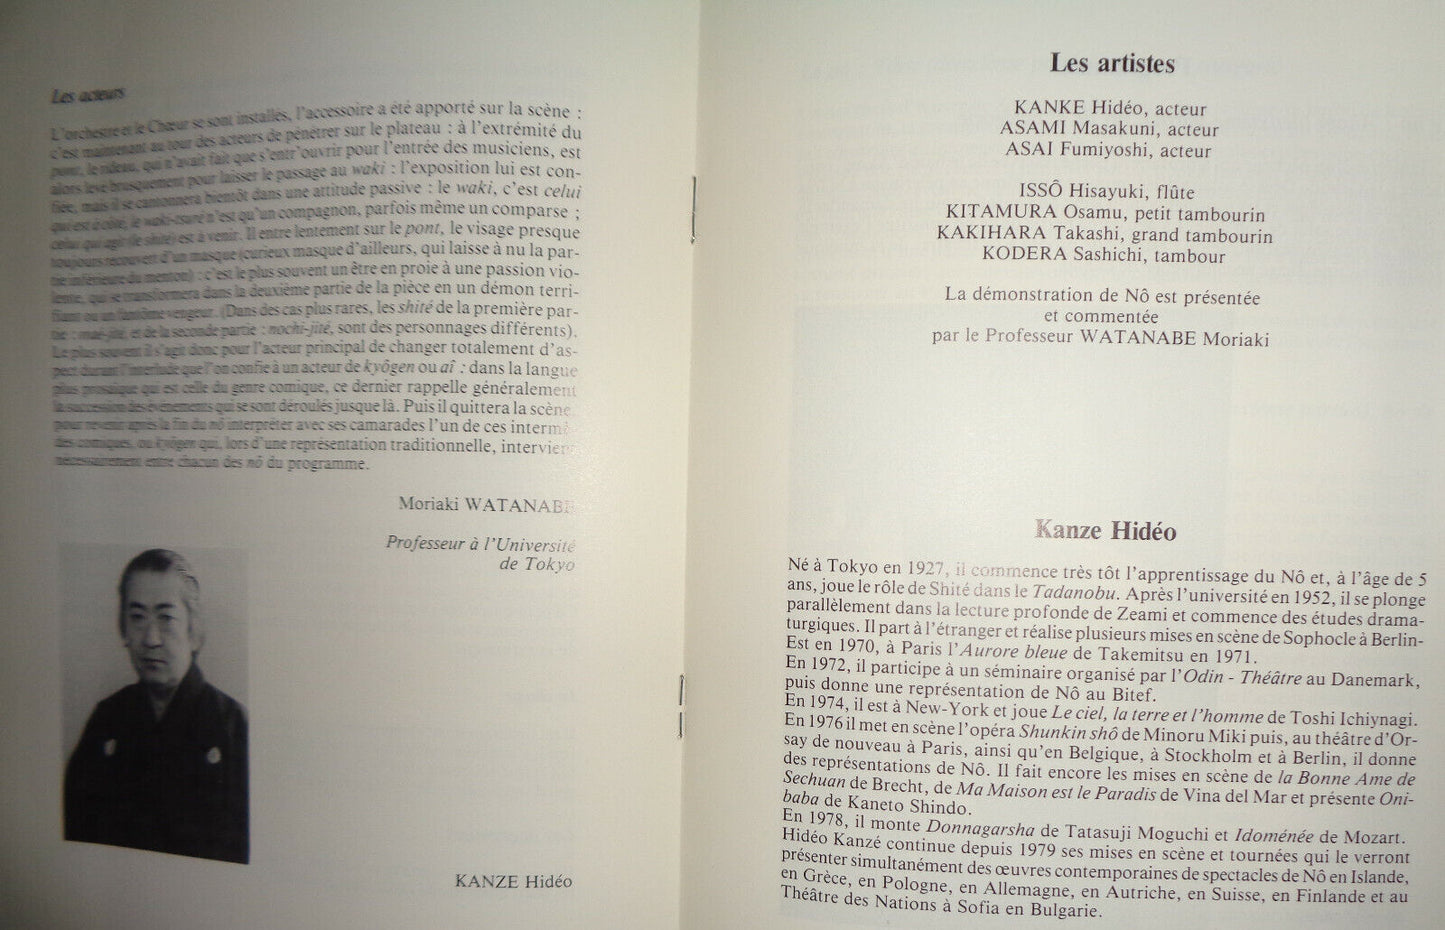 Les acteurs
L'orchestre et le Chœur se sont installés, l'accessoire a été apporté sur la scène :
c'est maintenant au tour des acteurs de pénétrer sur le plateau : à l'extrémité du
pont, le rideau, qui n'avait fait que s'entr'ouvrir pour l'entrée des musiciens, est
alors levé brusquement pour laisser le passage au waki : l'exposition lui est con-
fiée, mais il se cantonnera bientôt dans une attitude passive : le waki, c'est celui
qui est à côté, le waki-tsuré n'est qu'un compagnon, parfois même un comparse ;
celui qui agit (le shité) est à venir. Il entre lentement sur le pont, le visage presque
toujours recouvert d'un masque (curieux masque d'ailleurs, qui laisse à nu la par-
tie inférieure du menton) : c'est le plus souvent un être en proie à une passion vio-
lente, qui se transformera dans la deuxième partie de la pièce en un démon terri-
fiant ou un fantôme vengeur. (Dans des cas plus rares, les shité de la première par-
tie : maé-jité, et de la seconde partie : nochi-jité, sont des personnages différents).
Le plus souvent il s'agit donc pour l'acteur principal de changer totalement d'as-
pect durant l'interlude que l'on confie à un acteur de kyôgen ou aï : dans la langue
plus prosaïque qui est celle du genre comique, ce dernier rappelle généralement
la succession des événements qui se sont déroulés jusque là. Puis il quittera la scène
pour revenir après la fin du nô interpréter avec ses camarades l'un de ces intermè-
des comiques, ou kyôgen qui, lors d'une représentation traditionnelle, intervient
nécessairement entre chacun des nô du programme.
Moriaki WATANABE
Professeur à l'Université
de Tokyo
KANZE Hidéo
Les artistes
KANKE Hidéo, acteur
ASAMI Masakuni, acteur
ASAI Fumiyoshi, acteur
ISSÔ Hisayuki, flûte
KITAMURA Osamu, petit tambourin
KAKIHARA Takashi, grand tambourin
KODERA Sashichi, tambour
La démonstration de Nô est présentée
et commentée
par le Professeur WATANABE Moriaki
Kanze Hidéo
Né à Tokyo en 1927, il commence très tôt l'apprentissage du Nô et, à l'âge de 5
ans, joue le rôle de Shité dans le Tadanobu. Après l'université en 1952, il se plonge
parallèlement dans la lecture profonde de Zeami et commence des études drama-
turgiques. Il part à l'étranger et réalise plusieurs mises en scène de Sophocle à Berlin-
Est en 1970, à Paris l'Aurore bleue de Takemitsu en 1971.
En 1972, il participe à un séminaire organisé par l'Odin - Théâtre au Danemark,
puis donne une représentation de Nô au Bitef.
En 1974, il est à New-York et joue Le ciel, la terre et l'homme de Toshi Ichiynagi.
En 1976 il met en scène l'opéra Shunkin shô de Minoru Miki puis, au théâtre d'Or-
say de nouveau à Paris, ainsi qu'en Belgique, à Stockholm et à Berlin, il donne
des représentations de Nô. Il fait encore les mises en scène de la Bonne Ame de
Sechuan de Brecht, de Ma Maison est le Paradis de Vina del Mar et présente Oni-
baba de Kaneto Shindo.
En 1978, il monte Donnagarsha de Tatasuji Moguchi et Idoménée de Mozart.
Hidéo Kanzé continue depuis 1979 ses mises en scène et tournées qui le verront
présenter simultanément des œuvres contemporaines de spectacles de Nô en Islande,
en Grèce, en Pologne, en Allemagne, en Autriche, en Suisse, en Finlande et au
Théâtre des Nations à Sofia en Bulgarie.